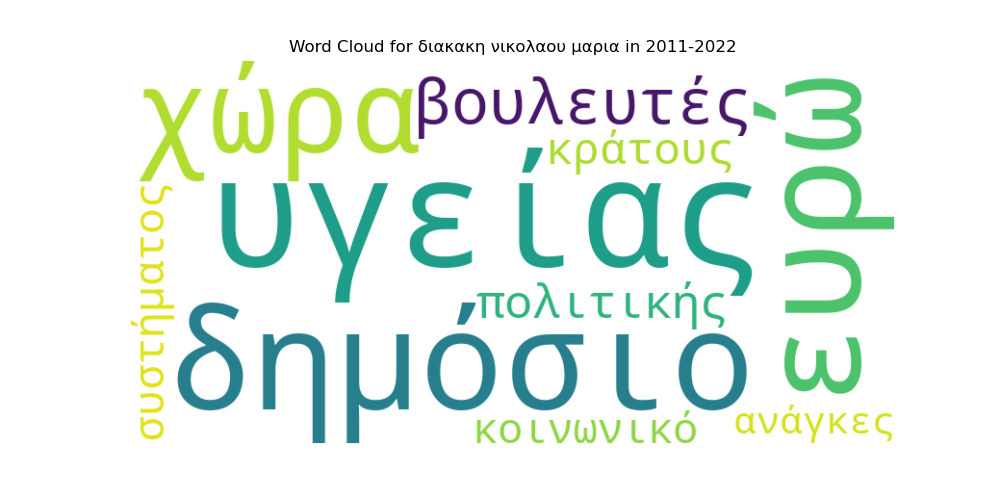 Word Cloud for διακακη νικολαου μαρια in 2011-2022
χώρα
βουλευτές
ευρώ
κράτους
υγείας
συστήματος
πολιτικής
δημόσιο
κοινωνικό
ανάγκες